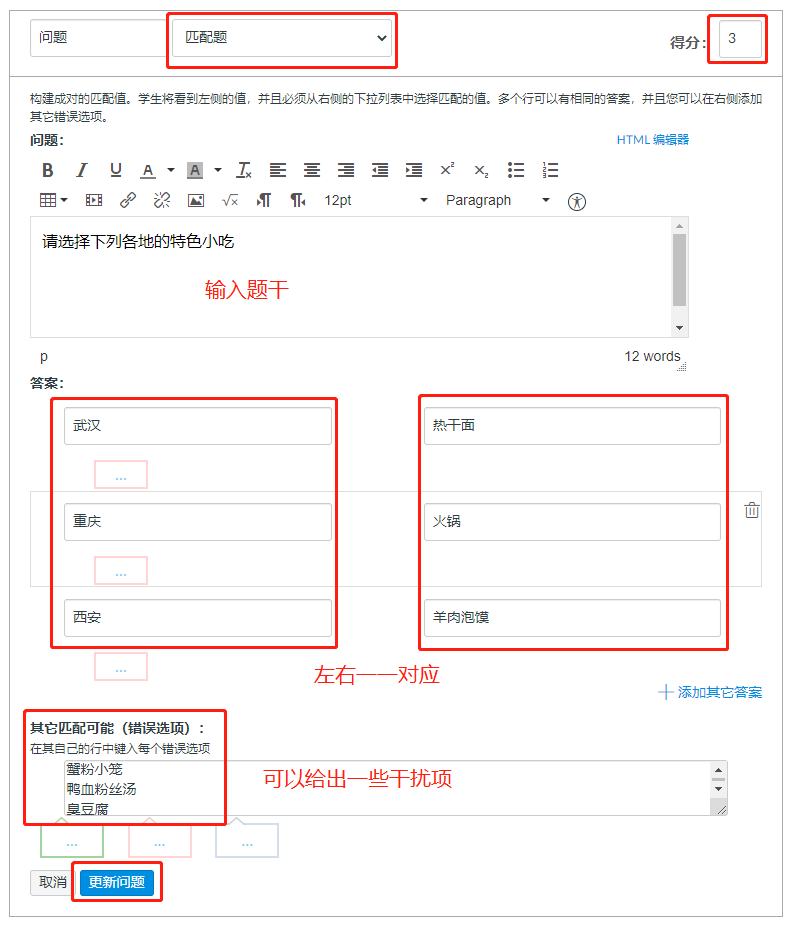 问题 匹配题 得分: 3
构建成对的匹配值。学生将看到左侧的值，并且必须从右侧的下拉列表中选择匹配的值。多个行可以有相同的答案，并且您可以在右侧添加
其它错误选项。
问题: HTML 编辑器
B I U A A Tx x² x₂
√x 12pt Paragraph
请选择下列各地的特色小吃
输入题干
p 12 words
答案:
武汉 热干面
...
重庆 火锅
...
西安 羊肉泡馍
...
左右一一对应
添加其它答案
其它匹配可能（错误选项）:
在其自己的行中键入每个错误选项
蟹粉小笼
可以给出一些干扰项
鸭血粉丝汤
臭豆腐
... ... ...
取消 更新问题